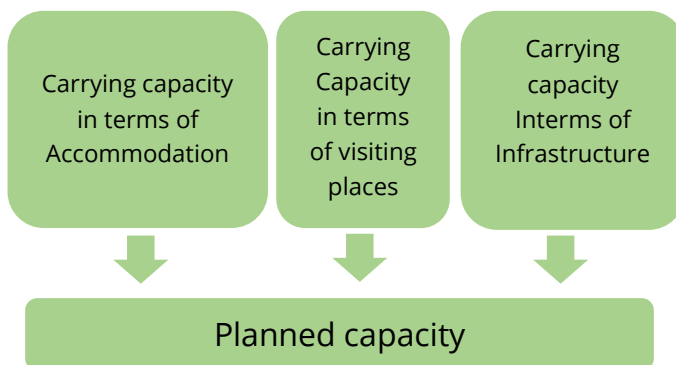 Carrying capacity
in terms of
Accommodation
Carrying
Capacity
in terms
of visiting
places
Carrying
capacity
Interms of
Infrastructure
Planned capacity